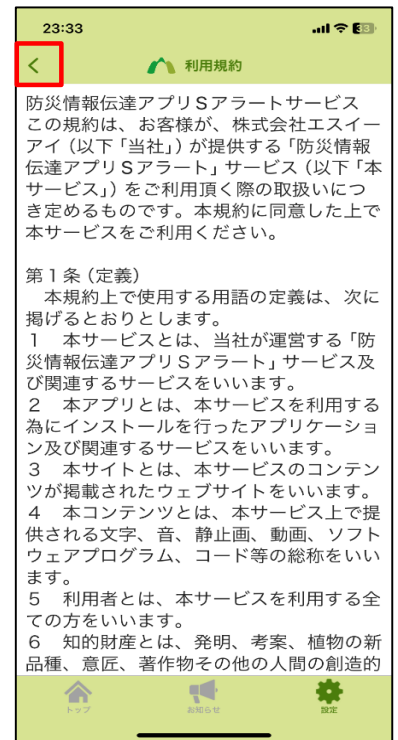 23:33
33
利用規約
防災情報伝達アプリSアラートサービス
この規約は、お客様が、株式会社エスイー
アイ(以下「当社」)が提供する「防災情報
伝達アプリSアラート」サービス(以下「本
サービス」)をご利用頂く際の取扱いにつ
き定めるものです。本規約に同意した上で
本サービスをご利用ください。
第1条(定義)
　本規約上で使用する用語の定義は、次に
掲げるとおりとします。
1　本サービスとは、当社が運営する「防
災情報伝達アプリSアラート」サービス及
び関連するサービスをいいます。
2　本アプリとは、本サービスを利用する
為にインストールを行ったアプリケーショ
ン及び関連するサービスをいいます。
3　本サイトとは、本サービスのコンテン
ツが掲載されたウェブサイトをいいます。
4　本コンテンツとは、本サービス上で提
供される文字、音、静止画、動画、ソフト
ウェアプログラム、コード等の総称をいい
ます。
5　利用者とは、本サービスを利用する全
ての方をいいます。
6　知的財産とは、発明、考案、植物の新
品種、意匠、著作物その他の人間の創造的
トップ
お知らせ
設定